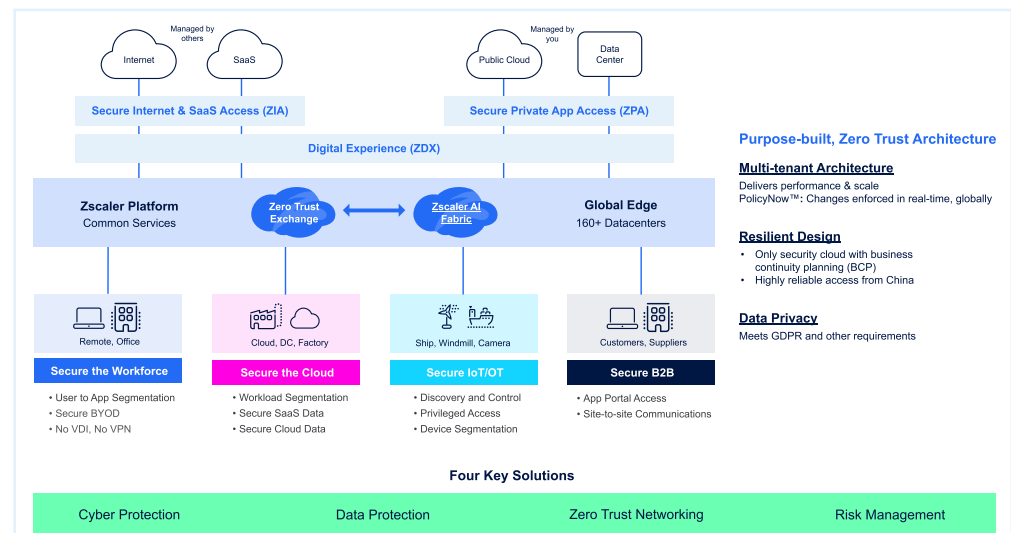 Managed by
others
Internet
SaaS
Managed by
you
Public Cloud
Data
Center
Secure Internet & SaaS Access (ZIA)
Secure Private App Access (ZPA)
Digital Experience (ZDX)
Zscaler Platform
Common Services
Zero Trust
Exchange
Zscaler AI
Fabric
Global Edge
160+ Datacenters
Remote, Office
Secure the Workforce
• User to App Segmentation
• Secure BYOD
• No VDI, No VPN
Cloud, DC, Factory
Secure the Cloud
• Workload Segmentation
• Secure SaaS Data
• Secure Cloud Data
Ship, Windmill, Camera
Secure IoT/OT
• Discovery and Control
• Privileged Access
• Device Segmentation
Customers, Suppliers
Secure B2B
• App Portal Access
• Site-to-site Communications
Purpose-built, Zero Trust Architecture
Multi-tenant Architecture
Delivers performance & scale
PolicyNow™: Changes enforced in real-time, globally
Resilient Design
• Only security cloud with business
continuity planning (BCP)
• Highly reliable access from China
Data Privacy
Meets GDPR and other requirements
Four Key Solutions
Cyber Protection
Data Protection
Zero Trust Networking
Risk Management